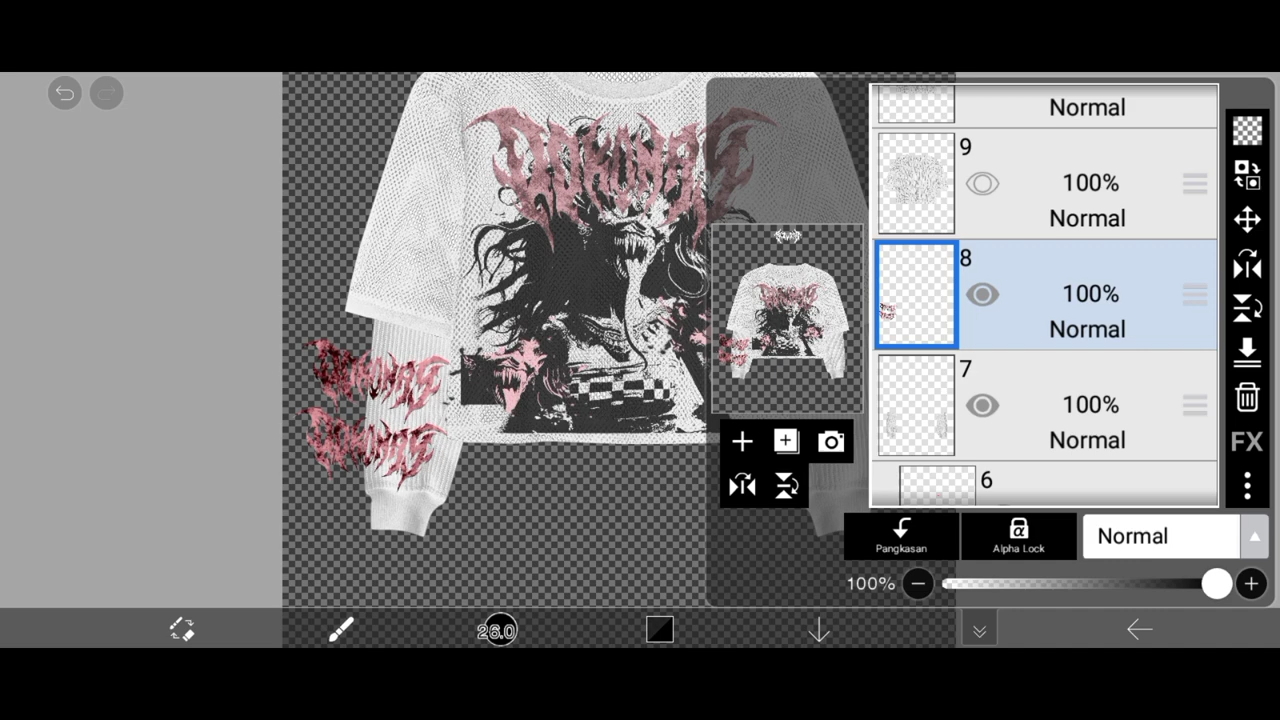 Normal
9
100%
Normal
8
100%
Normal
7
100%
Normal
6
FX
Pangkasan
α
Alpha Lock
Normal
100%
26.0